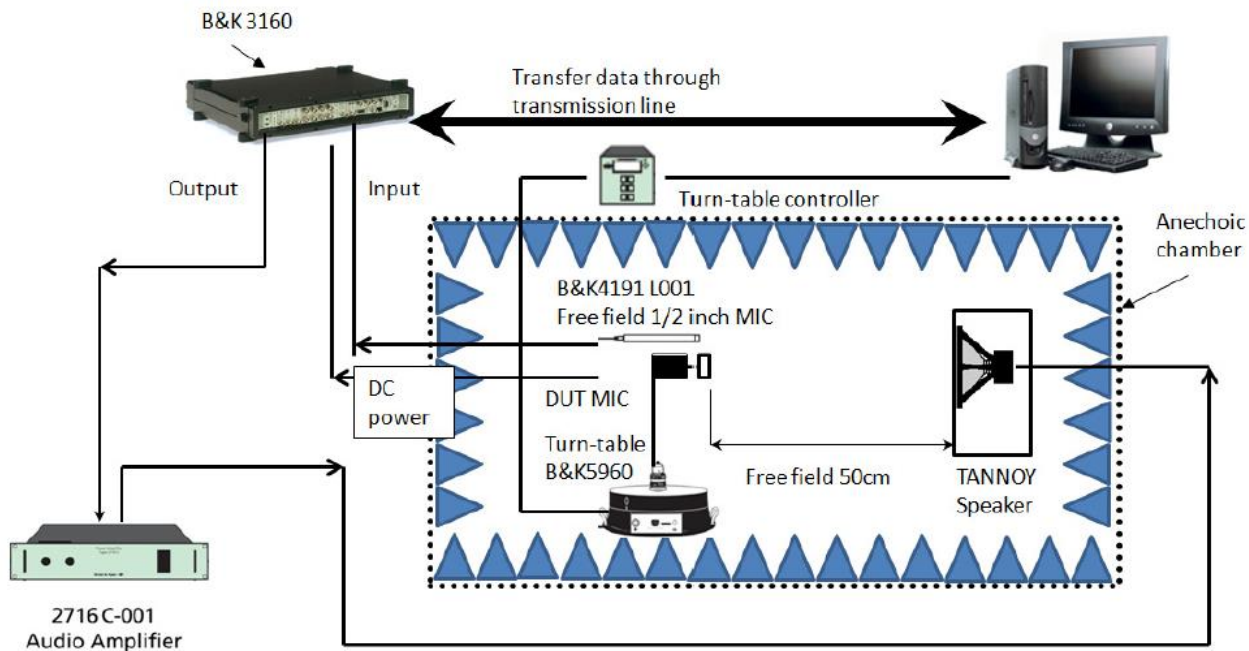 B&K 3160
Transfer data through
transmission line
Output
Input
Turn-table controller
Anechoic
chamber
B&K4191 L001
Free field 1/2 inch MIC
DC
power
DUT MIC
Turn-table
B&K5960
Free field 50cm
TANNOY
Speaker
2716 C-001
Audio Amplifier